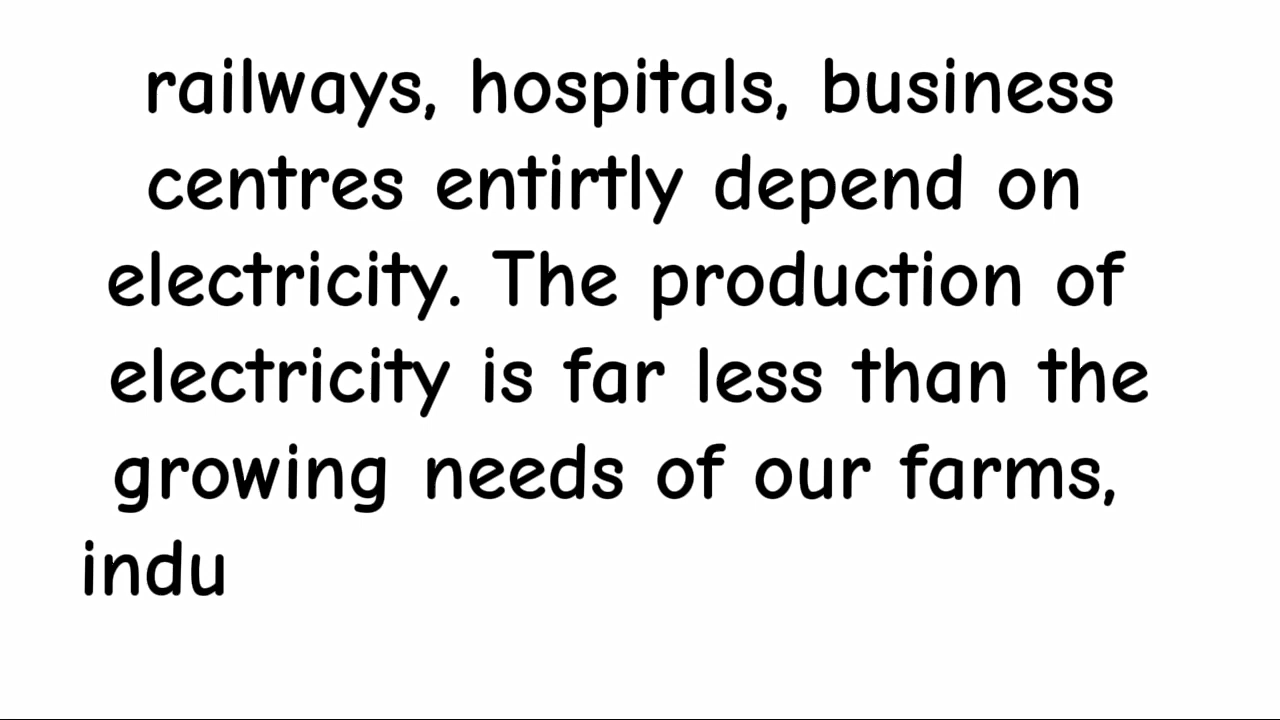 railways, hospitals, business
centres entirtly depend on
electricity. The production of
electricity is far less than the
growing needs of our farms,
indu